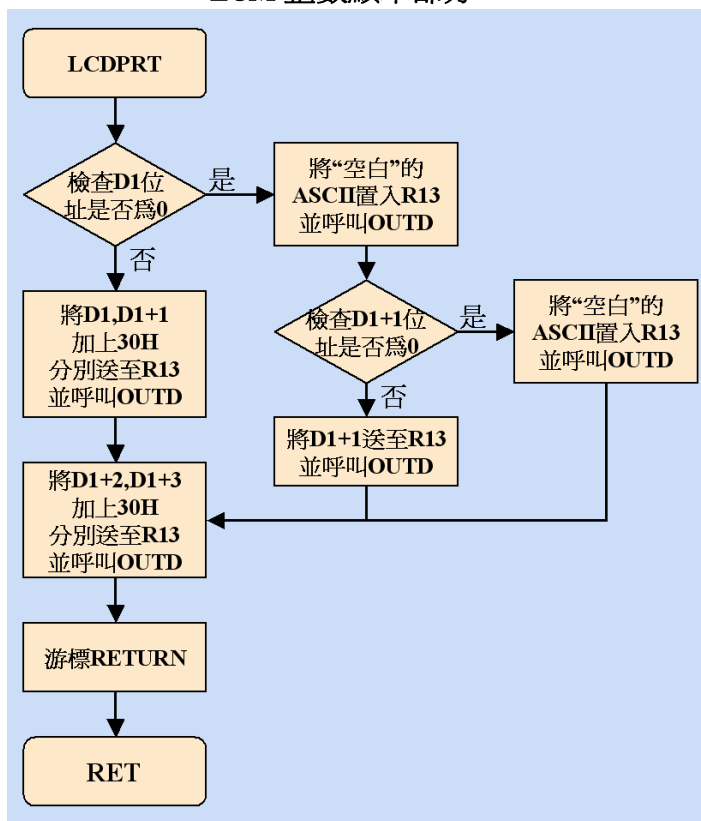 LCDPRT
檢查D1位
址是否爲0
是
將“空白”的
ASCII置入R13
並呼叫OUTD
否
將D1,D1+1
加上30H
分別送至R13
並呼叫OUTD
檢查D1+1位
址是否爲0
是
將“空白”的
ASCII置入R13
並呼叫OUTD
否
將D1+1送至R13
並呼叫OUTD
將D1+2,D1+3
加上30H
分別送至R13
並呼叫OUTD
游標RETURN
RET